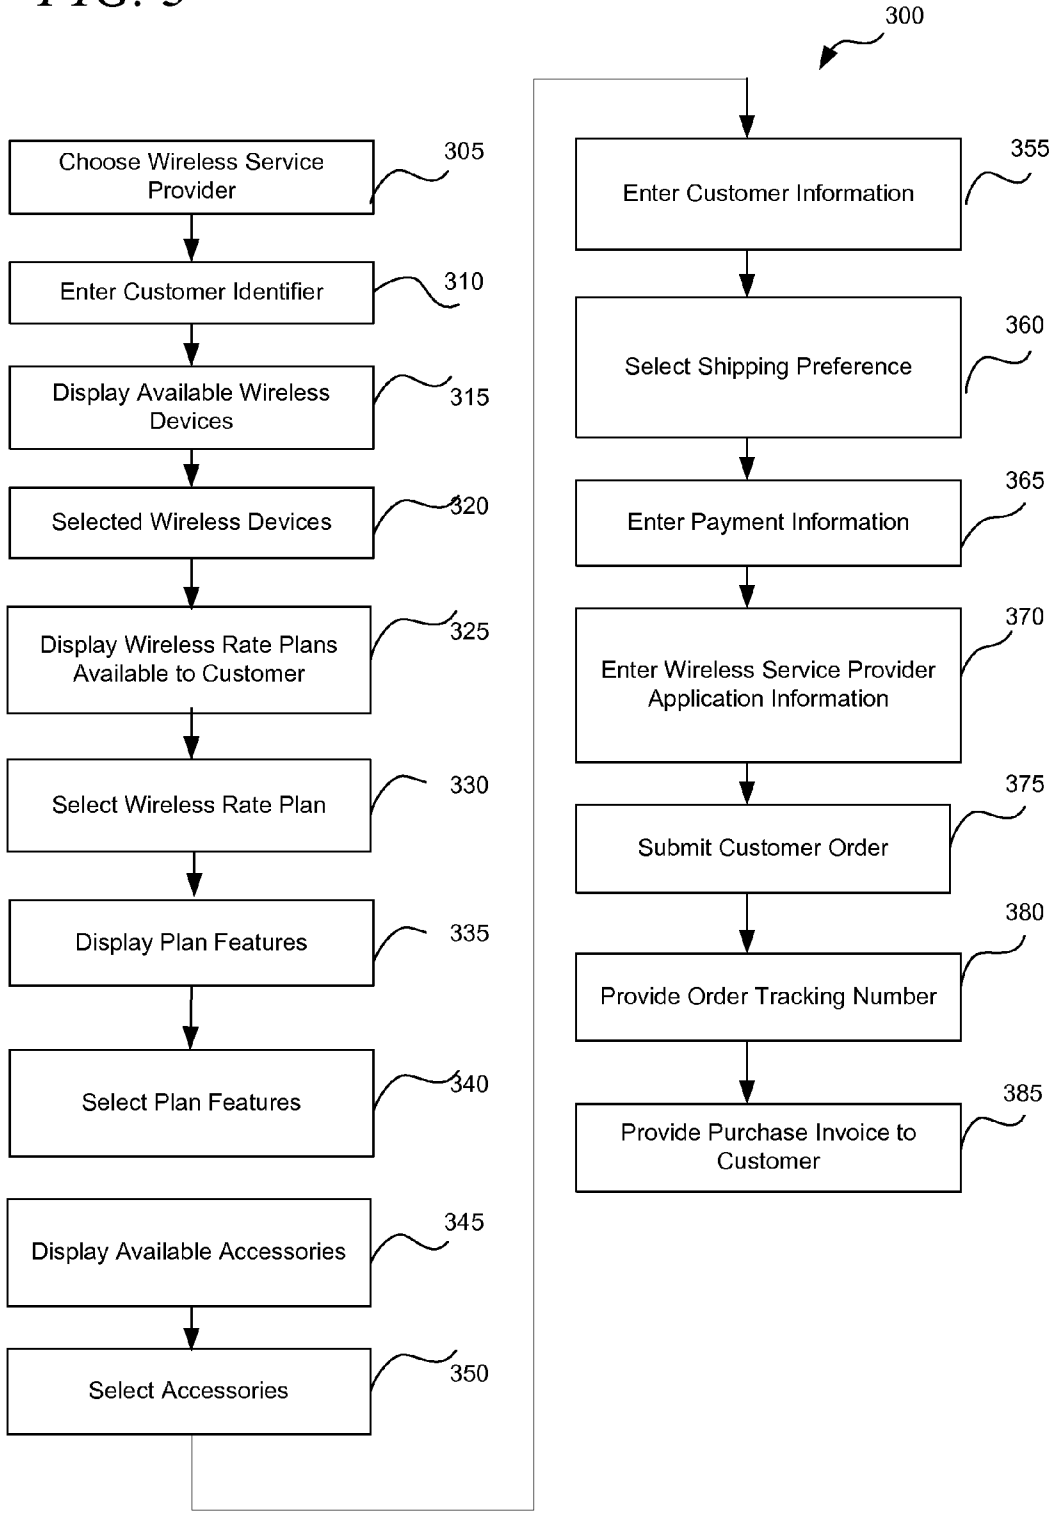 FIG. 3
300
Choose Wireless Service
Provider
305
Enter Customer Identifier
310
Display Available Wireless
Devices
315
Selected Wireless Devices
320
Display Wireless Rate Plans
Available to Customer
325
Select Wireless Rate Plan
330
Display Plan Features
335
Select Plan Features
340
Display Available Accessories
345
Select Accessories
350
Enter Customer Information
355
Select Shipping Preference
360
Enter Payment Information
365
Enter Wireless Service Provider
Application Information
370
Submit Customer Order
375
Provide Order Tracking Number
380
Provide Purchase Invoice to
Customer
385